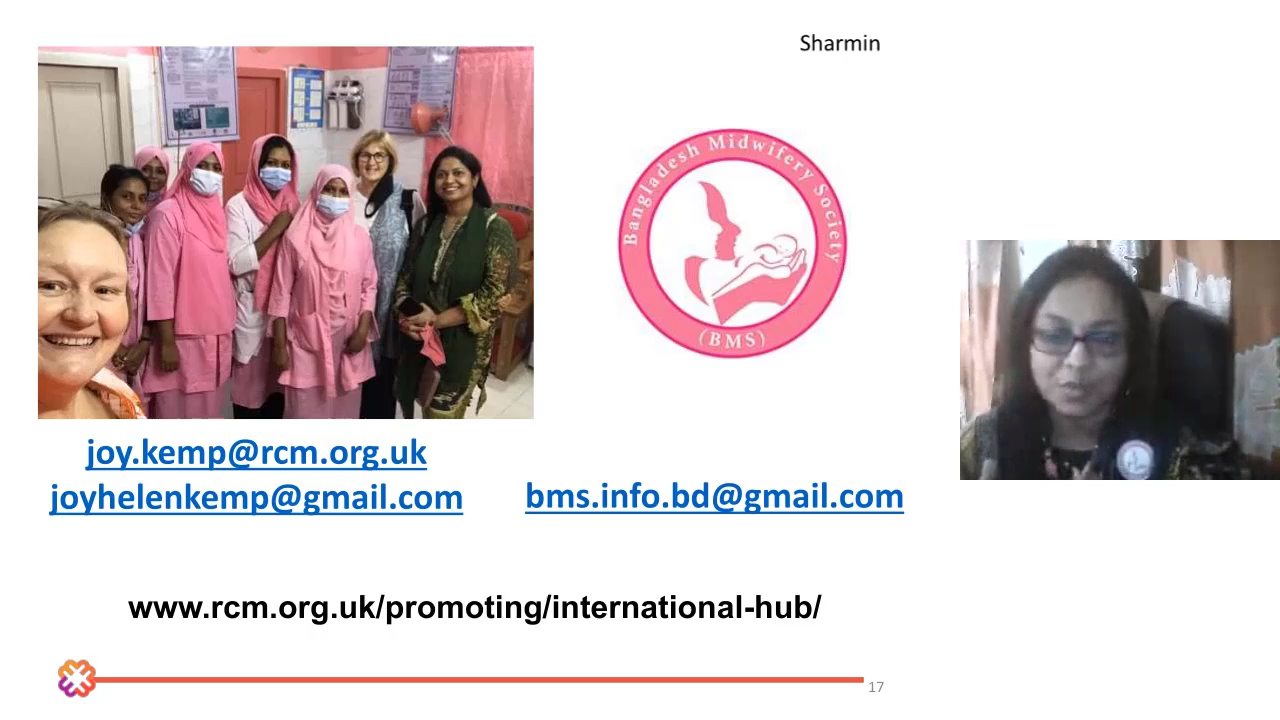 Sharmin
Bangladesh Midwifery Society
(BMS)
joy.kemp@rcm.org.uk
joyhelenkemp@gmail.com
bms.info.bd@gmail.com
www.rcm.org.uk/promoting/international-hub/
17